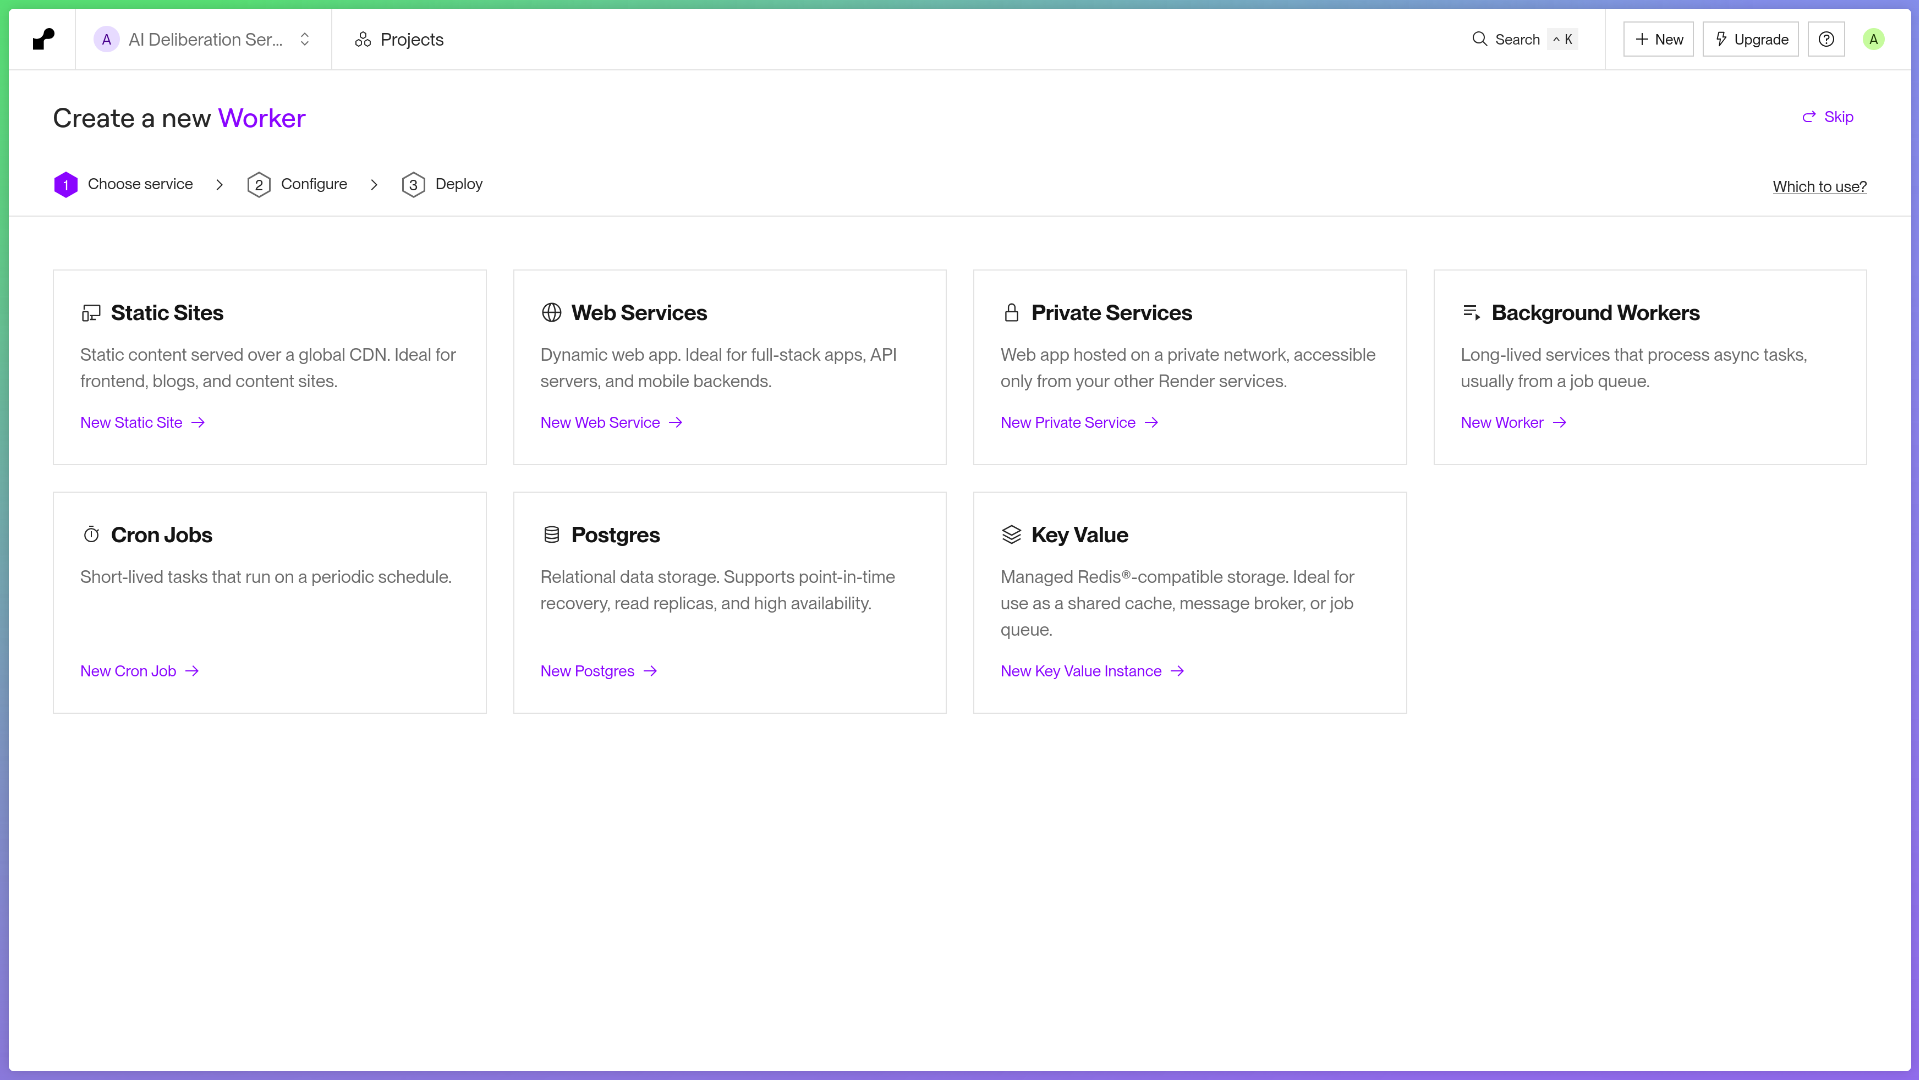 A AI Deliberation Ser... Projects Search ^ K + New Upgrade A
Create a new Worker
Skip
1 Choose service 2 Configure 3 Deploy
Which to use?
Static Sites
Static content served over a global CDN. Ideal for
frontend, blogs, and content sites.
New Static Site →
Web Services
Dynamic web app. Ideal for full-stack apps, API
servers, and mobile backends.
New Web Service →
Private Services
Web app hosted on a private network, accessible
only from your other Render services.
New Private Service →
Background Workers
Long-lived services that process async tasks,
usually from a job queue.
New Worker →
Cron Jobs
Short-lived tasks that run on a periodic schedule.
New Cron Job →
Postgres
Relational data storage. Supports point-in-time
recovery, read replicas, and high availability.
New Postgres →
Key Value
Managed Redis®-compatible storage. Ideal for
use as a shared cache, message broker, or job
queue.
New Key Value Instance →